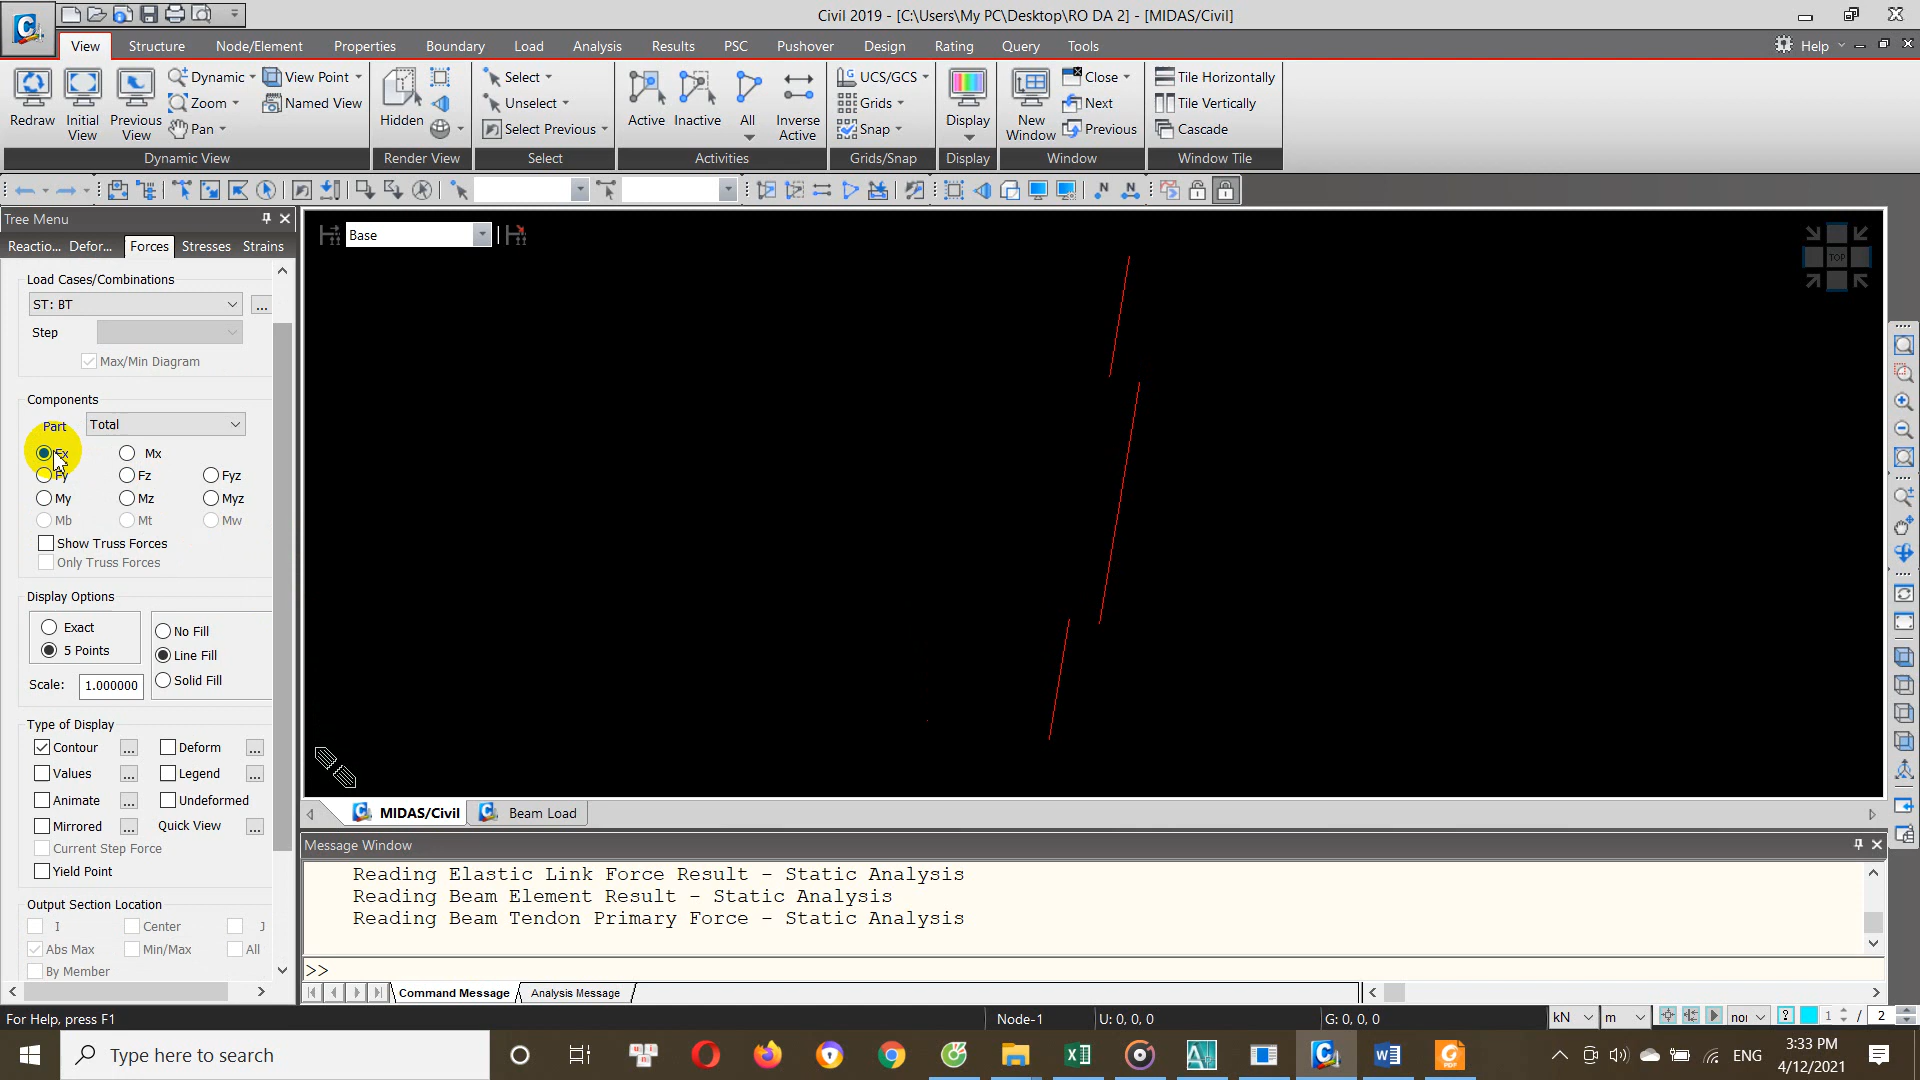 Civil 2019 - [C:\Users\My PC\Desktop\RO DA 2] - [MIDAS/Civil]
View Structure Node/Element Properties Boundary Load Analysis Results PSC Pushover Design Rating Query Tools Help
Redraw Initial View Previous View Dynamic Zoom Pan View Point Named View
Hidden Select Unselect Select Previous Active Inactive All Inverse Active
UCS/GCS Grids Snap Display New Window Close Next Previous Tile Horizontally Tile Vertically Cascade
Dynamic View Render View Select Activities Grids/Snap Display Window Window Tile
Tree Menu
Reactio... Defor... Forces Stresses Strains
Base
TOP
Load Cases/Combinations
ST: BT
...
Step
Max/Min Diagram
Components
Part Total
Fx Mx
Fy Fz Fyz
My Mz Myz
Mb Mt Mw
Show Truss Forces
Only Truss Forces
Display Options
Exact No Fill
5 Points Line Fill
Scale: 1.000000 Solid Fill
Type of Display
Contour ... Deform ...
Values ... Legend ...
Animate ... Undeformed
Mirrored ... Quick View ...
Current Step Force
Yield Point
Output Section Location
I Center J
Abs Max Min/Max All
By Member
MIDAS/Civil Beam Load
Message Window
Reading Elastic Link Force Result - Static Analysis
Reading Beam Element Result - Static Analysis
Reading Beam Tendon Primary Force - Static Analysis
>>
Command Message Analysis Message
For Help, press F1 Node-1 U: 0, 0, 0 G: 0, 0, 0 kN m nor ? 1 / 2
Type here to search ENG 3:33 PM
4/12/2021